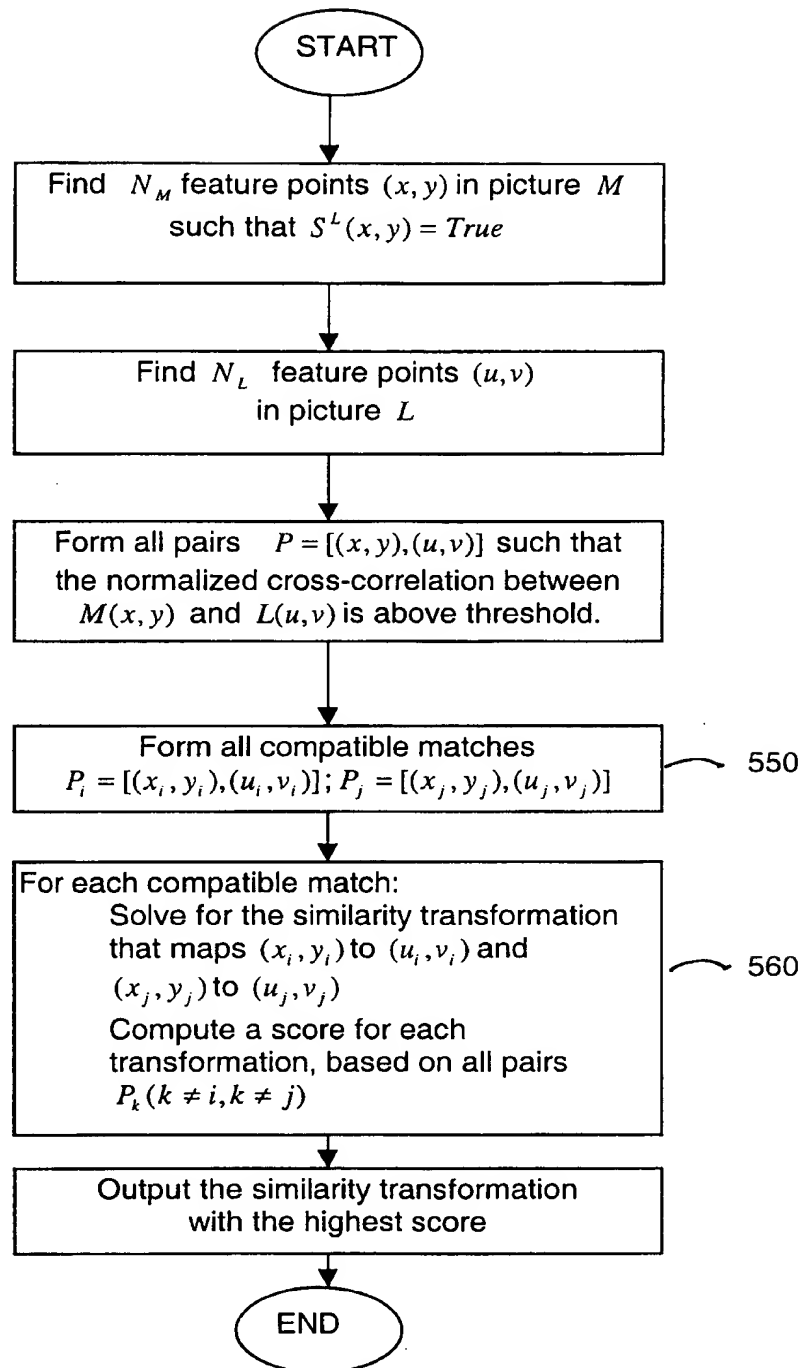 START
Find N_M feature points (x, y) in picture M
such that S^L(x, y) = True
Find N_L feature points (u,v)
in picture L
Form all pairs P = [(x, y),(u,v)] such that
the normalized cross-correlation between
M(x, y) and L(u,v) is above threshold.
Form all compatible matches
P_i = [(x_i, y_i),(u_i,v_i)]; P_j = [(x_j, y_j),(u_j,v_j)]
550
For each compatible match:
Solve for the similarity transformation
that maps (x_i, y_i) to (u_i,v_i) and
(x_j, y_j) to (u_j,v_j)
Compute a score for each
transformation, based on all pairs
P_k(k ≠ i,k ≠ j)
560
Output the similarity transformation
with the highest score
END